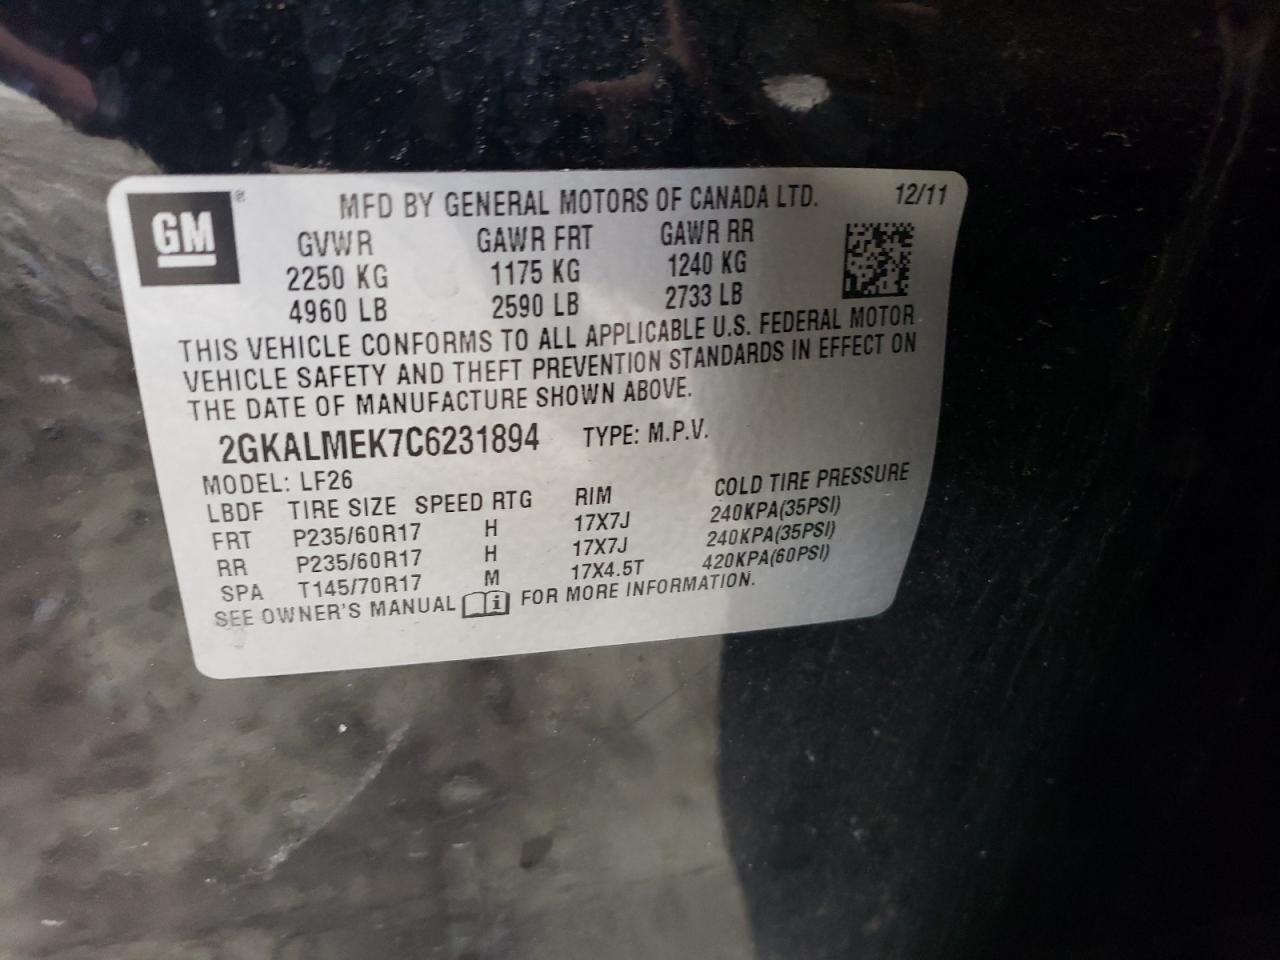 GM ® MFD BY GENERAL MOTORS OF CANADA LTD. 12/11
GVWR GAWR FRT GAWR RR
2250 KG 1175 KG 1240 KG
4960 LB 2590 LB 2733 LB
THIS VEHICLE CONFORMS TO ALL APPLICABLE U.S. FEDERAL MOTOR
VEHICLE SAFETY AND THEFT PREVENTION STANDARDS IN EFFECT ON
THE DATE OF MANUFACTURE SHOWN ABOVE.
2GKALMEK7C6231894 TYPE: M.P.V.
MODEL: LF26
LBDF TIRE SIZE SPEED RTG RIM COLD TIRE PRESSURE
FRT P235/60R17 H 17X7J 240KPA(35PSI)
RR P235/60R17 H 17X7J 240KPA(35PSI)
SPA T145/70R17 M 17X4.5T 420KPA(60PSI)
SEE OWNER'S MANUAL i FOR MORE INFORMATION.